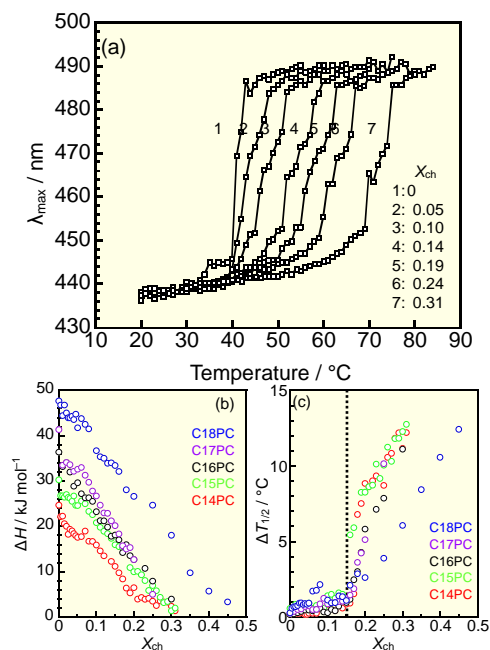 500
490
480
470
460
450
440
430
(a)
λmax / nm
1 2 3 4 5 6 7
Xch
1: 0
2: 0.05
3: 0.10
4: 0.14
5: 0.19
6: 0.24
7: 0.31
10 20 30 40 50 60 70 80 90
Temperature / °C
50
40
30
20
10
0
ΔH / kJ mol⁻¹
(b)
C18PC
C17PC
C16PC
C15PC
C14PC
0 0.1 0.2 0.3 0.4 0.5
Xch
15
10
5
0
ΔT1/2 / °C
(c)
C18PC
C17PC
C16PC
C15PC
C14PC
0 0.1 0.2 0.3 0.4 0.5
Xch